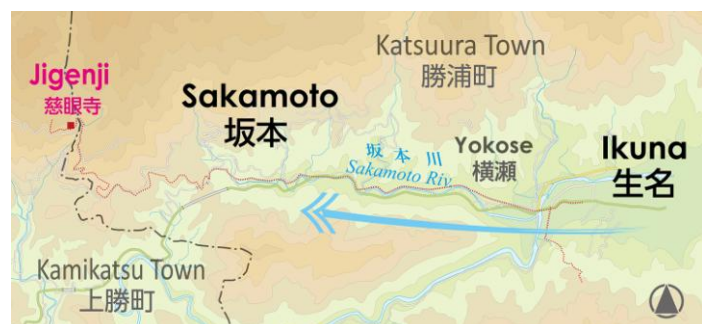 Katsuura Town
勝浦町
Jigenji
慈眼寺
Sakamoto
坂本
坂本川
Sakamoto Riv
Yokose
横瀬
Ikuna
生名
Kamikatsu Town
上勝町